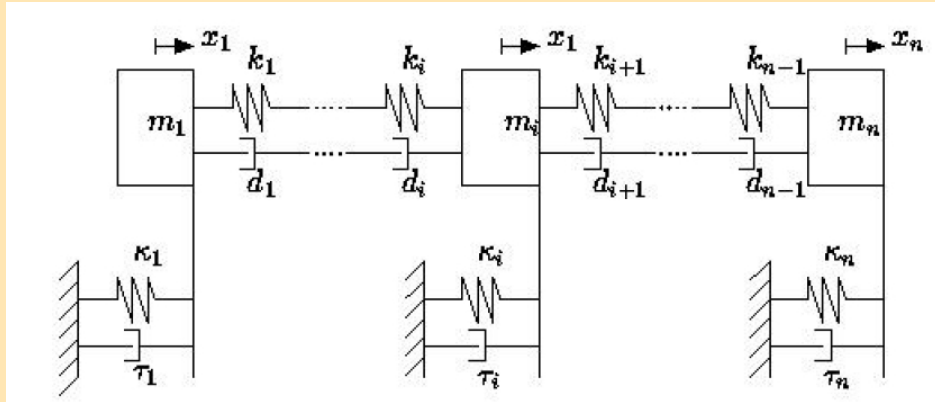 x₁ x₁ xₙ
k₁ kᵢ kᵢ₊₁ kₙ₋₁
m₁ mᵢ mₙ
d₁ dᵢ dᵢ₊₁ dₙ₋₁
κ₁ κᵢ κₙ
τ₁ τᵢ τₙ